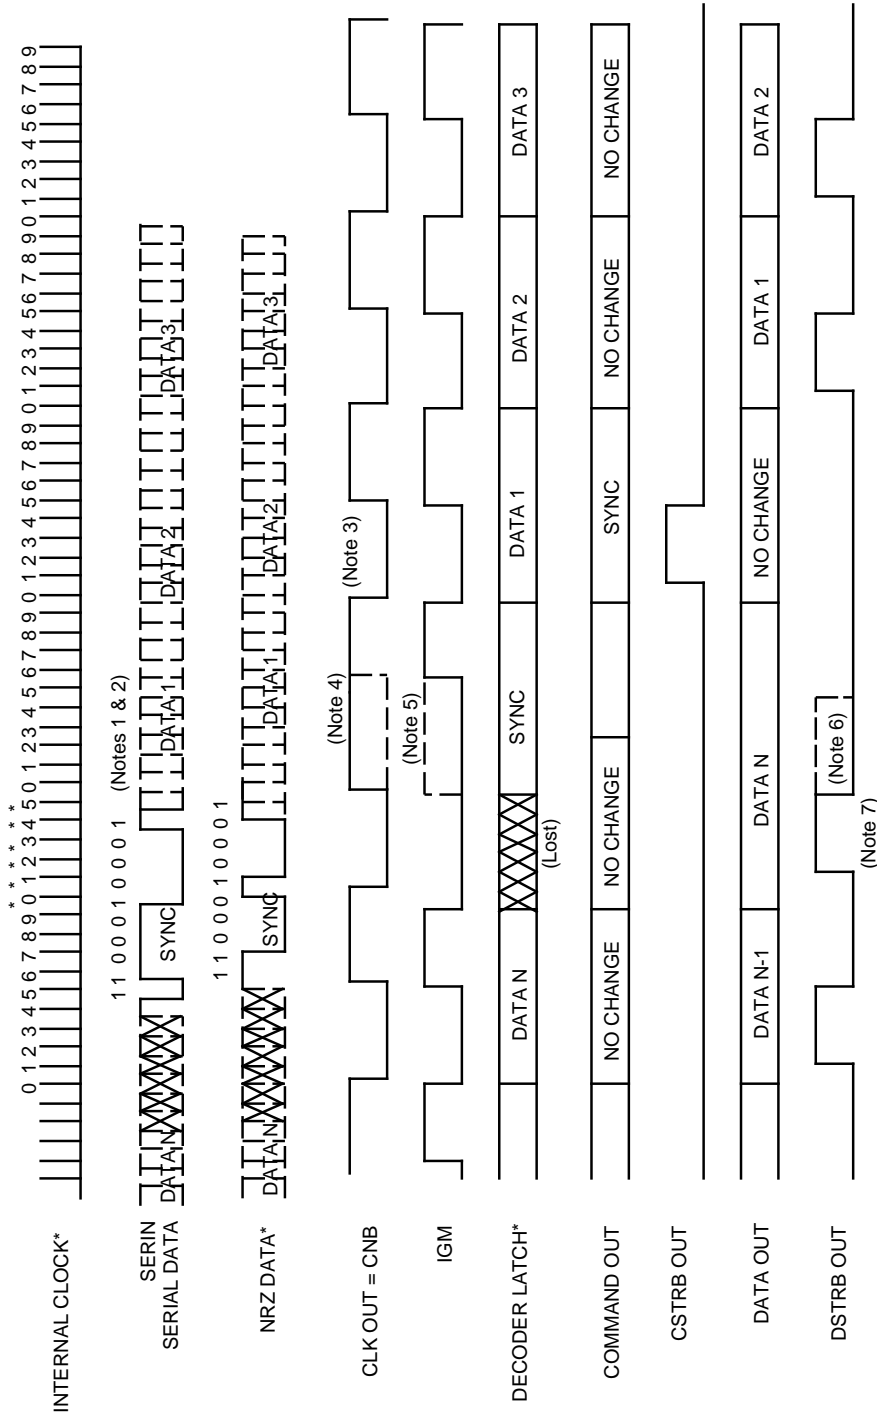 * * * * * *
0 1 2 3 4 5 6 7 8 9 0 1 2 3 4 5 0 1 2 3 4 5 6 7 8 9 0 1 2 3 4 5 6 7 8 9 0 1 2 3 4 5 6 7 8 9 0 1 2 3 4 5 6 7 8 9
INTERNAL CLOCK*
1 1 0 0 0 1 0 0 0 1 (Notes 1 & 2)
SERIN
SERIAL DATA
DATA N SYNC DATA 1 DATA 2 DATA 3
1 1 0 0 0 1 0 0 0 1
NRZ DATA* DATA N SYNC DATA 1 DATA 2 DATA 3
(Note 4) (Note 3)
CLK OUT = CNB
(Note 5)
IGM
DECODER LATCH* DATA N SYNC DATA 1 DATA 2 DATA 3
(Lost)
COMMAND OUT NO CHANGE NO CHANGE SYNC NO CHANGE NO CHANGE
CSTRB OUT
DATA OUT DATA N-1 DATA N NO CHANGE DATA 1 DATA 2
DSTRB OUT (Note 6)
(Note 7)